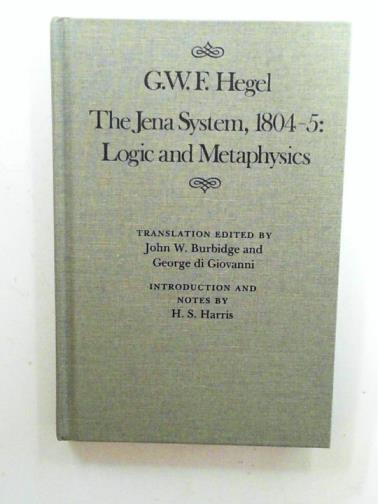 G.W.F. Hegel
The Jena System, 1804–5:
Logic and Metaphysics
TRANSLATION EDITED BY
John W. Burbidge and
George di Giovanni
INTRODUCTION AND
NOTES BY
H. S. Harris